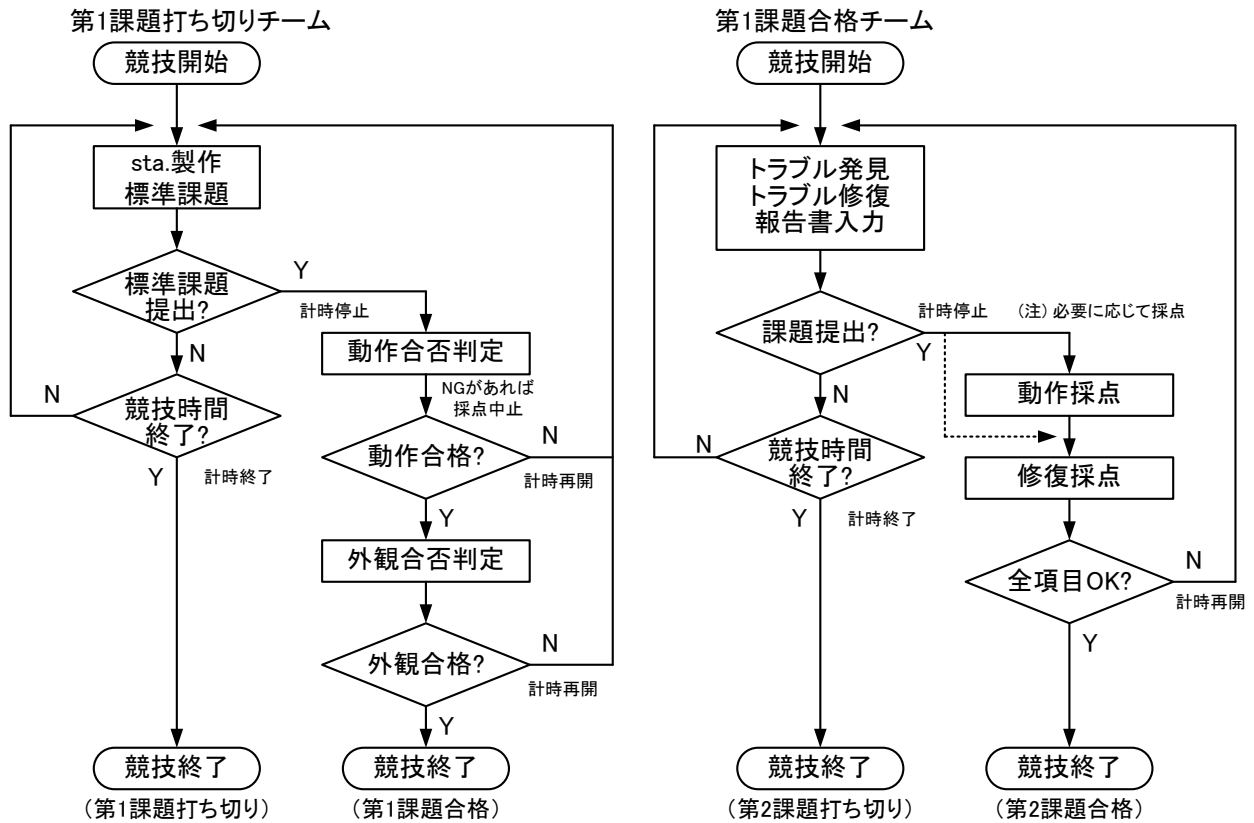 第1課題打ち切りチーム
競技開始
sta.製作
標準課題
標準課題
提出?
Y
計時停止
N
動作合否判定
NGがあれば
採点中止
N
競技時間
終了?
Y
計時終了
動作合格?
N
計時再開
Y
外観合否判定
外観合格?
N
計時再開
Y
競技終了
(第1課題打ち切り)
競技終了
(第1課題合格)
第1課題合格チーム
競技開始
トラブル発見
トラブル修復
報告書入力
課題提出?
計時停止
(注) 必要に応じて採点
Y
N
動作採点
N
競技時間
終了?
Y
計時終了
修復採点
全項目OK?
N
計時再開
Y
競技終了
(第2課題打ち切り)
競技終了
(第2課題合格)